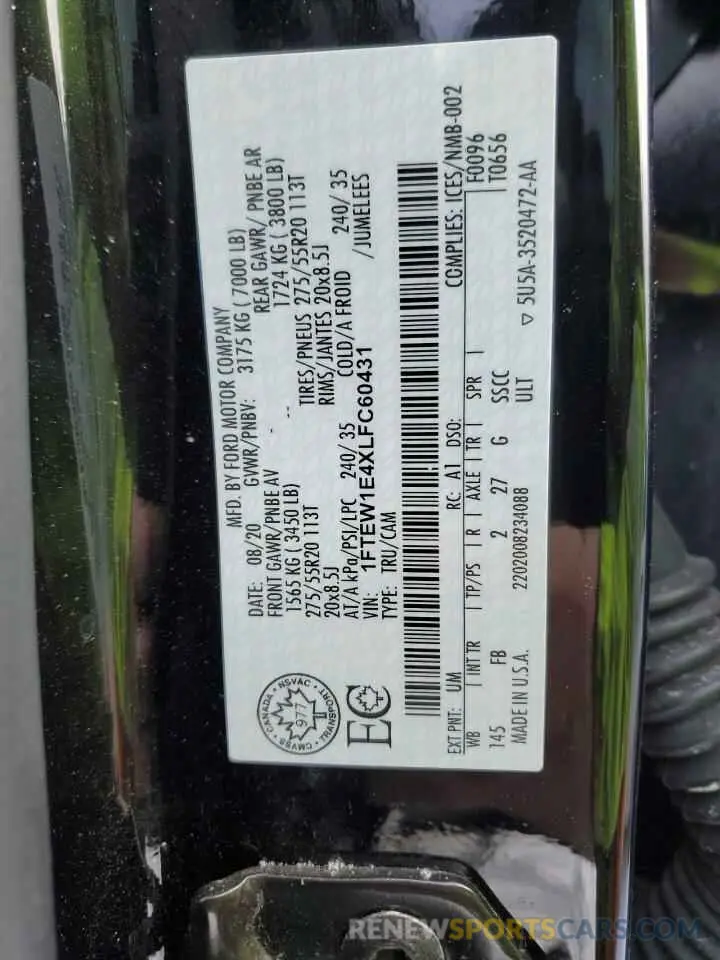 MFD. BY FORD MOTOR COMPANY
DATE: 08/20 GVWR/PNBV: 3175 KG ( 7000 LB)
FRONT GAWR/PNBE AV REAR GAWR/ PNBE AR
1565 KG ( 3450 LB) -- 1724 KG ( 3800 LB)
275/55R20 113T -- TIRES/PNEUS 275/55R20 113T
20x8.5J RIMS/JANTES 20x8.5J
AT/A kPa/PSI/LPC 240/ 35 COLD/A FROID 240/ 35
VIN: 1FTEW1E4XLFC60431 /JUMELEES
TYPE: TRU/CAM
CANADA · NSVAC · TRANSPORT · CMVSS
977
EC
EXT PNT: UM RC: A1 DSO: COMPLIES: ICES/NMB-002
WB INT TR TP/PS R AXLE TR SPR F0096
T0656
145 FB 2 27 G SSCC
MADE IN U.S.A. 2202008234088 ULT ▽ 5U5A-3520472-AA
RENEWSPORTSCARS.COM